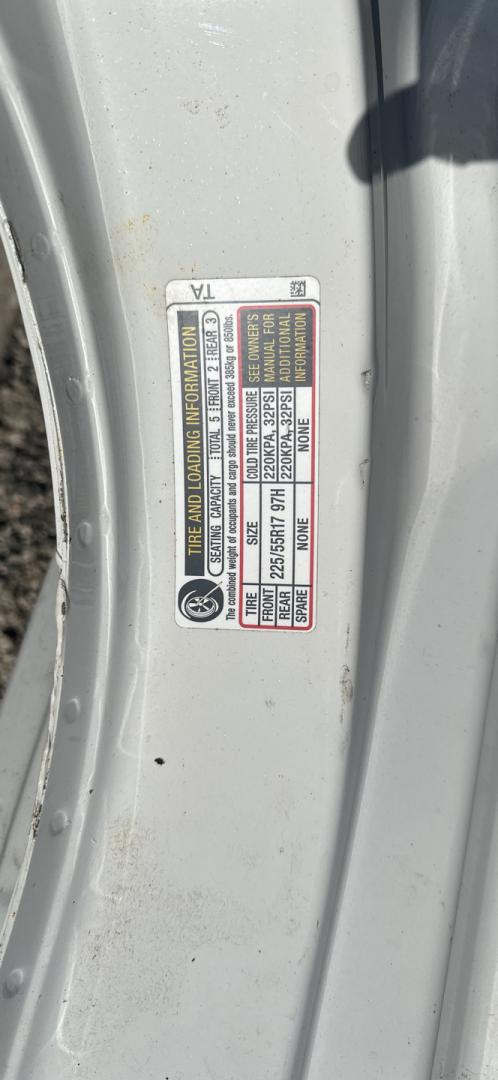 TA
TIRE AND LOADING INFORMATION
SEATING CAPACITY TOTAL 5 FRONT 2 REAR 3
The combined weight of occupants and cargo should never exceed 385kg or 850lbs.
TIRE SIZE COLD TIRE PRESSURE SEE OWNER'S
FRONT 225/55R17 97H 220KPA, 32PSI MANUAL FOR
REAR 220KPA, 32PSI ADDITIONAL
SPARE NONE NONE INFORMATION